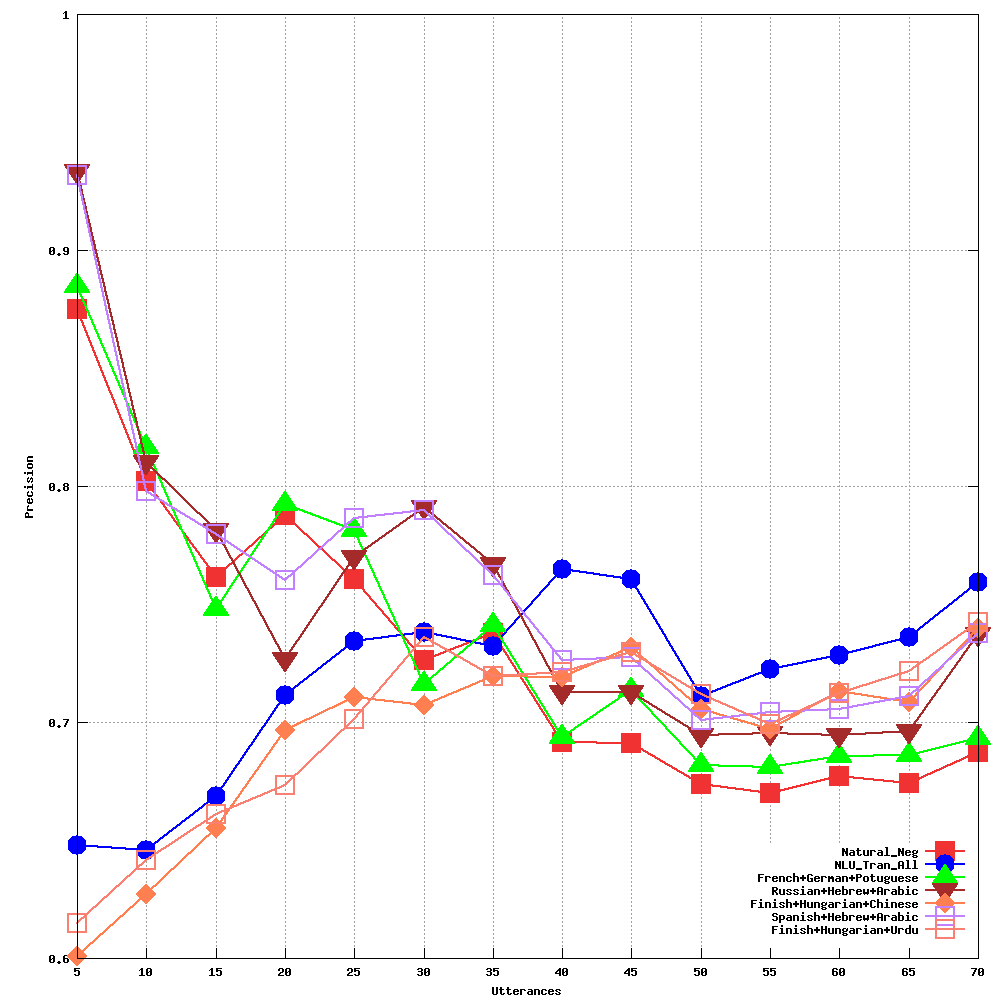 1
0.9
0.8
0.7
0.6
Precision
5 10 15 20 25 30 35 40 45 50 55 60 65 70
Utterances
Natural_Neg
NLU_Tran_All
French+German+Potuguese
Russian+Hebrew+Arabic
Finish+Hungarian+Chinese
Spanish+Hebrew+Arabic
Finish+Hungarian+Urdu